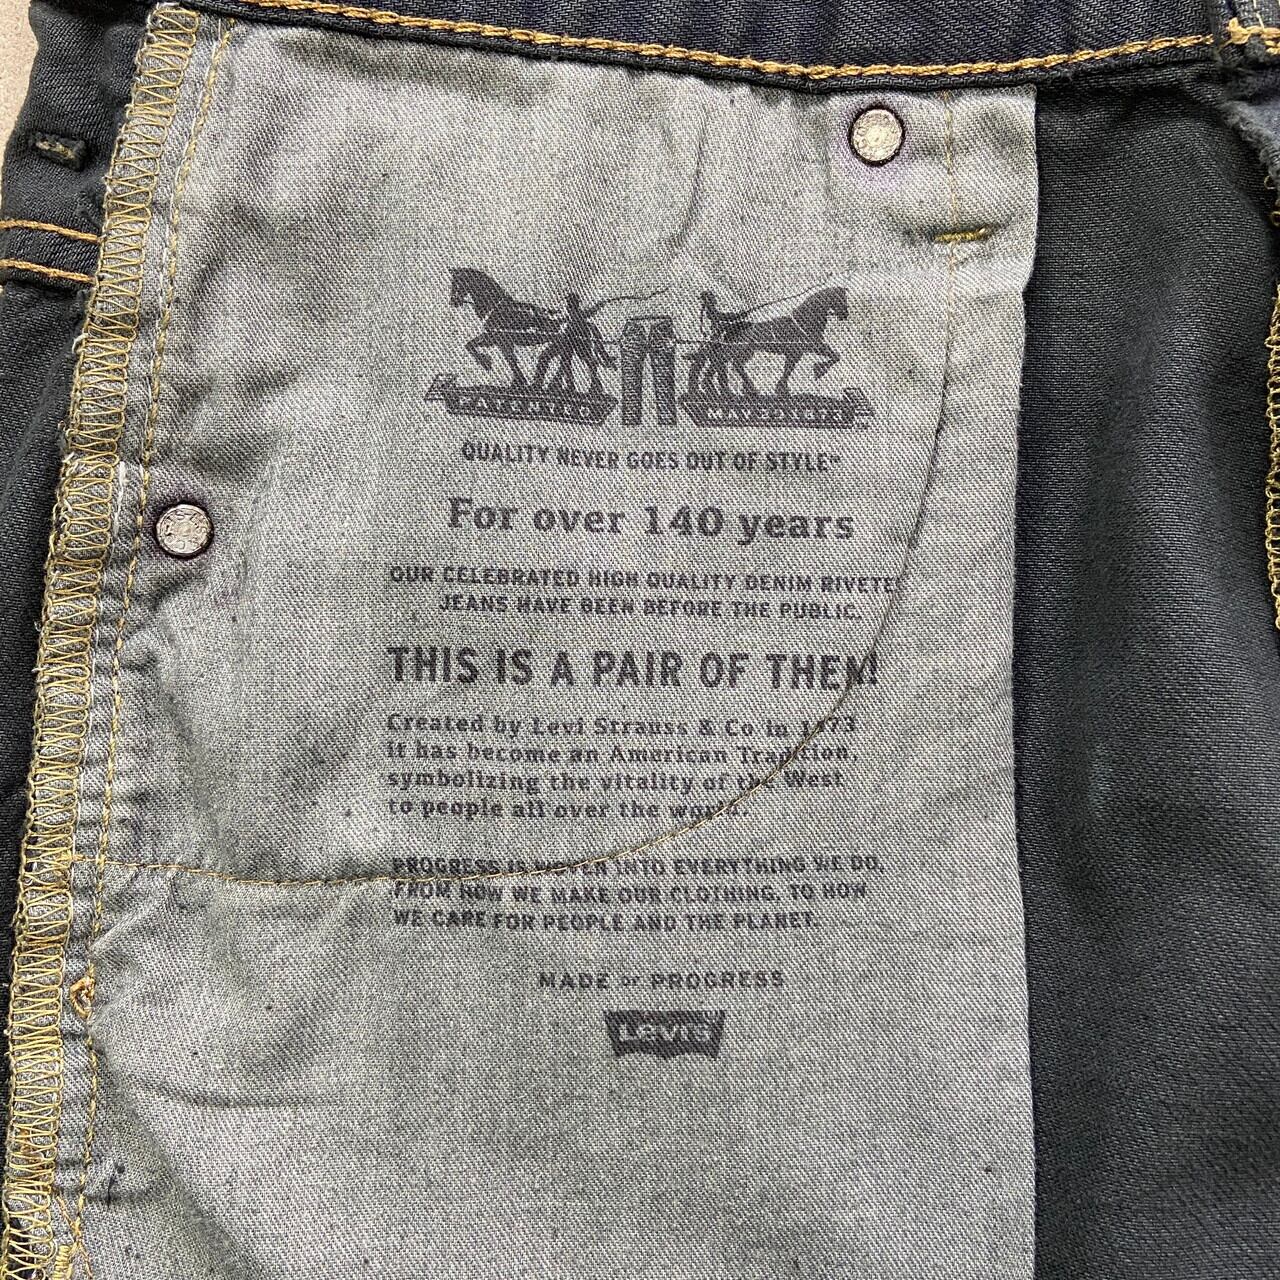 PATENTED MAY 20 1873
QUALITY NEVER GOES OUT OF STYLE™
For over 140 years
OUR CELEBRATED HIGH QUALITY DENIM RIVETE
JEANS HAVE BEEN BEFORE THE PUBLIC.
THIS IS A PAIR OF THEM!
Created by Levi Strauss & Co in 1873
it has become an American Tradition,
symbolizing the vitality of the West
to people all over the world.
PROGRESS IS WOVEN INTO EVERYTHING WE DO,
FROM HOW WE MAKE OUR CLOTHING, TO HOW
WE CARE FOR PEOPLE AND THE PLANET.
MADE OF PROGRESS
Levi's